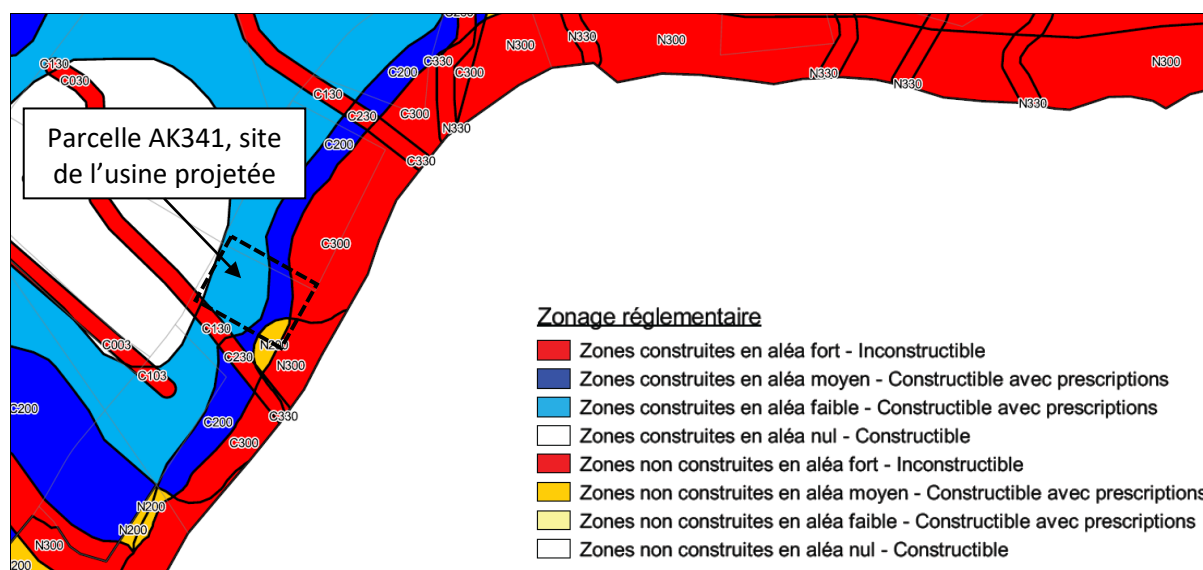 C200
N300
N330
N300
C130
C330
C200
C300
N300
C030
C130
N330
N330
C230
C300
N330
N330
C200
C330
Parcelle AK341, site
de l’usine projetée
C300
C130
C003
C230
N200
N300
C103
C200
C200
C330
C300
N200
N200
N300
200
Zonage réglementaire
Zones construites en aléa fort - Inconstructible
Zones construites en aléa moyen - Constructible avec prescriptions
Zones construites en aléa faible - Constructible avec prescriptions
Zones construites en aléa nul - Constructible
Zones non construites en aléa fort - Inconstructible
Zones non construites en aléa moyen - Constructible avec prescriptions
Zones non construites en aléa faible - Constructible avec prescriptions
Zones non construites en aléa nul - Constructible